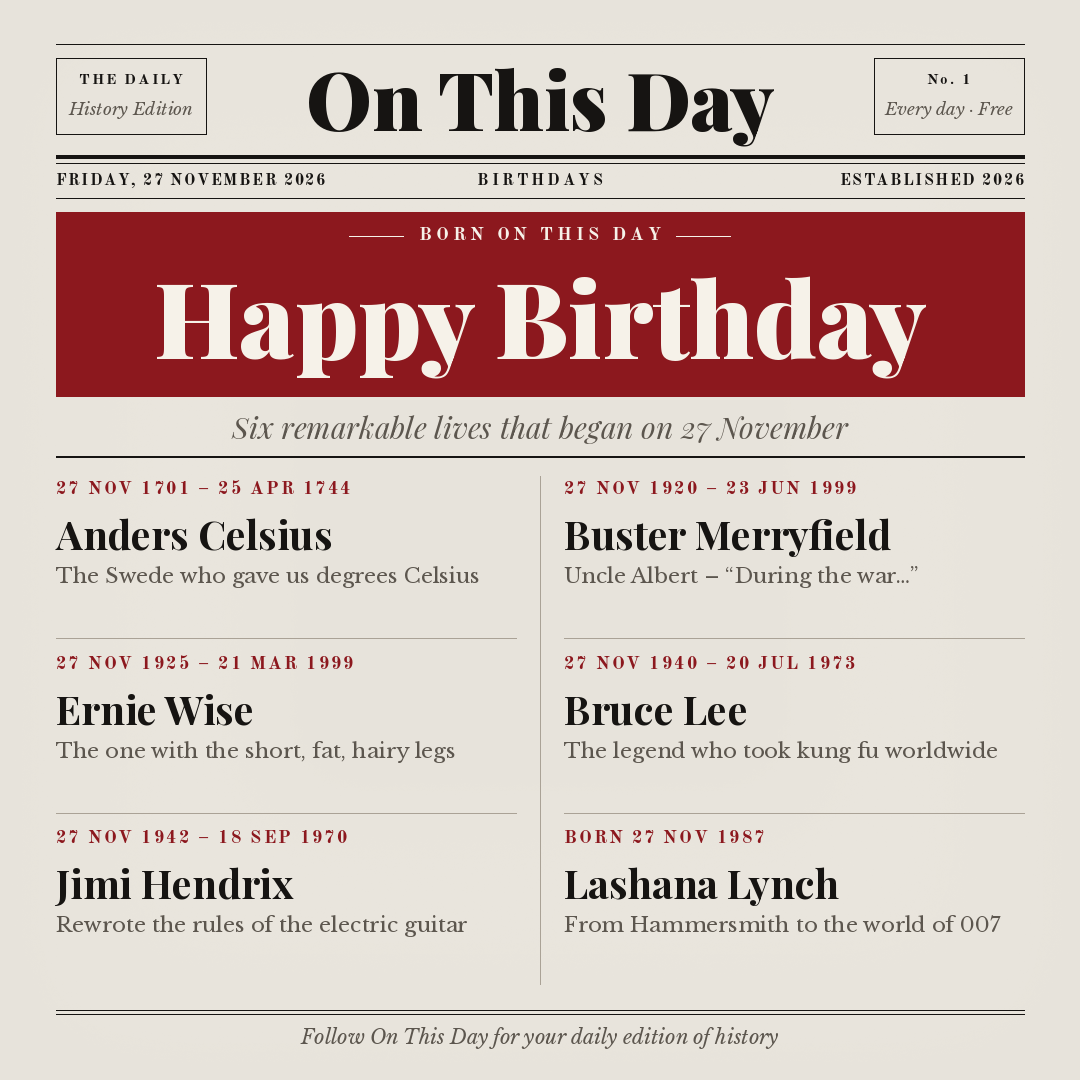 THE DAILY
History Edition
On This Day
No. 1
Every day · Free
FRIDAY, 27 NOVEMBER 2026
BIRTHDAYS
ESTABLISHED 2026
BORN ON THIS DAY
Happy Birthday
Six remarkable lives that began on 27 November
27 NOV 1701 – 25 APR 1744
Anders Celsius
The Swede who gave us degrees Celsius
27 NOV 1920 – 23 JUN 1999
Buster Merryfield
Uncle Albert – “During the war...”
27 NOV 1925 – 21 MAR 1999
Ernie Wise
The one with the short, fat, hairy legs
27 NOV 1940 – 20 JUL 1973
Bruce Lee
The legend who took kung fu worldwide
27 NOV 1942 – 18 SEP 1970
Jimi Hendrix
Rewrote the rules of the electric guitar
BORN 27 NOV 1987
Lashana Lynch
From Hammersmith to the world of 007
Follow On This Day for your daily edition of history